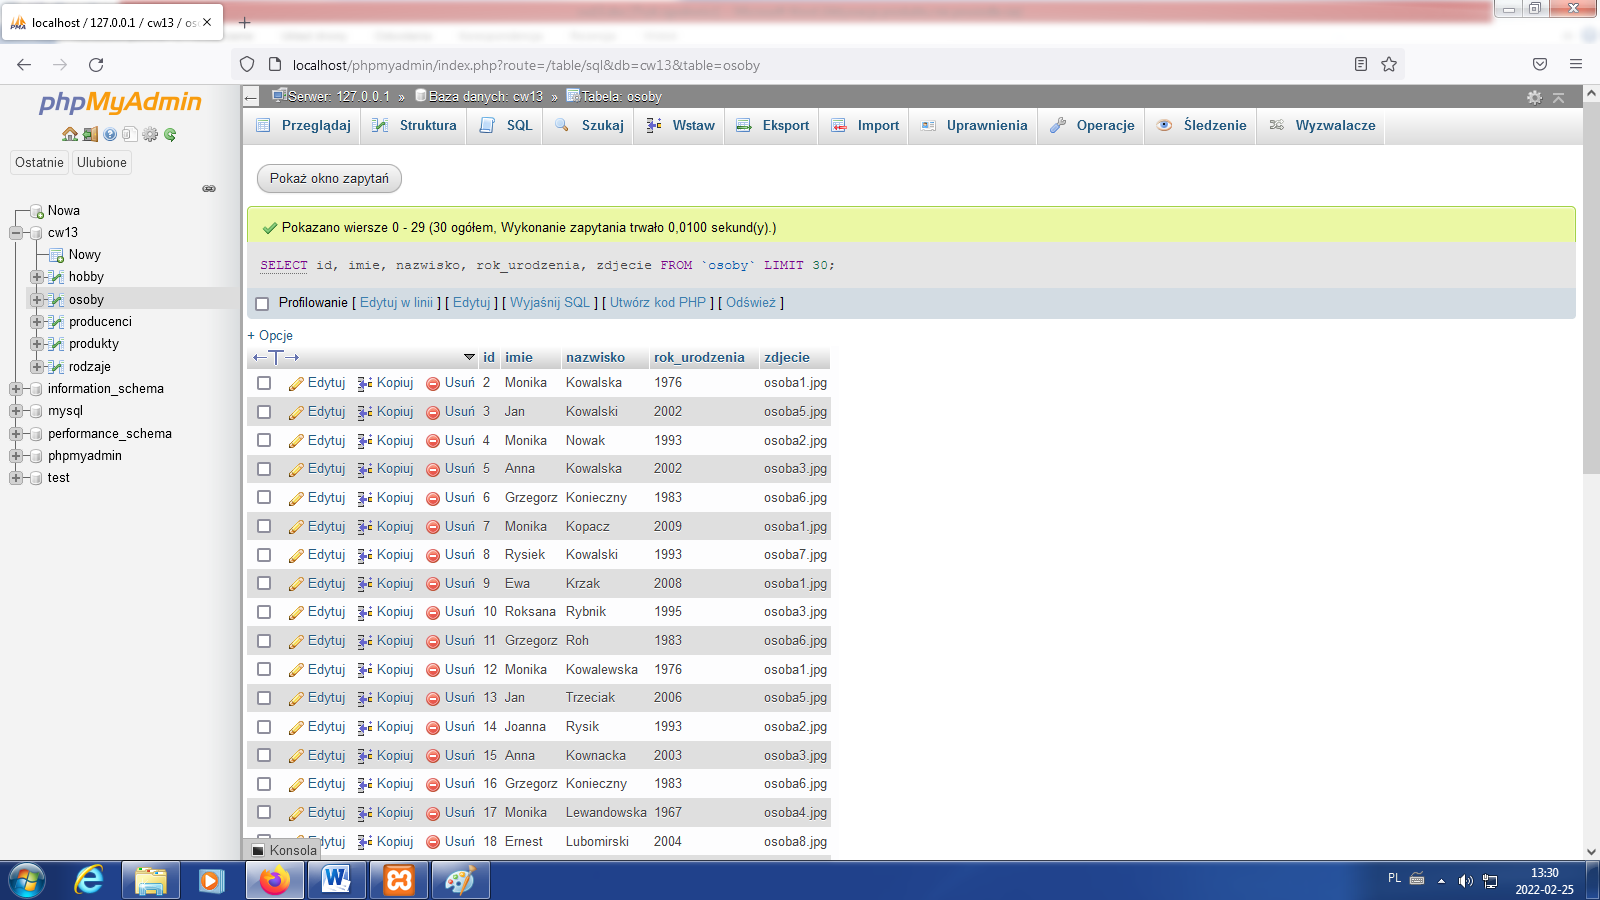 localhost / 127.0.0.1 / cw13 / os
localhost/phpmyadmin/index.php?route=/table/sql&db=cw13&table=osoby
phpMyAdmin
Ostatnie Ulubione
Nowa
cw13
Nowy
hobby
osoby
producenci
produkty
rodzaje
information_schema
mysql
performance_schema
phpmyadmin
test
Serwer: 127.0.0.1 » Baza danych: cw13 » Tabela: osoby
Przeglądaj Struktura SQL Szukaj Wstaw Eksport Import Uprawnienia Operacje Śledzenie Wyzwalacze
Pokaż okno zapytań
Pokazano wiersze 0 - 29 (30 ogółem, Wykonanie zapytania trwało 0,0100 sekund(y).)
SELECT id, imie, nazwisko, rok_urodzenia, zdjecie FROM `osoby` LIMIT 30;
Profilowanie [ Edytuj w linii ] [ Edytuj ] [ Wyjaśnij SQL ] [ Utwórz kod PHP ] [ Odśwież ]
+ Opcje
←T→ id imie nazwisko rok_urodzenia zdjecie
Edytuj Kopiuj Usuń 2 Monika Kowalska 1976 osoba1.jpg
Edytuj Kopiuj Usuń 3 Jan Kowalski 2002 osoba5.jpg
Edytuj Kopiuj Usuń 4 Monika Nowak 1993 osoba2.jpg
Edytuj Kopiuj Usuń 5 Anna Kowalska 2002 osoba3.jpg
Edytuj Kopiuj Usuń 6 Grzegorz Konieczny 1983 osoba6.jpg
Edytuj Kopiuj Usuń 7 Monika Kopacz 2009 osoba1.jpg
Edytuj Kopiuj Usuń 8 Rysiek Kowalski 1993 osoba7.jpg
Edytuj Kopiuj Usuń 9 Ewa Krzak 2008 osoba1.jpg
Edytuj Kopiuj Usuń 10 Roksana Rybnik 1995 osoba3.jpg
Edytuj Kopiuj Usuń 11 Grzegorz Roh 1983 osoba6.jpg
Edytuj Kopiuj Usuń 12 Monika Kowalewska 1976 osoba1.jpg
Edytuj Kopiuj Usuń 13 Jan Trzeciak 2006 osoba5.jpg
Edytuj Kopiuj Usuń 14 Joanna Rysik 1993 osoba2.jpg
Edytuj Kopiuj Usuń 15 Anna Kownacka 2003 osoba3.jpg
Edytuj Kopiuj Usuń 16 Grzegorz Konieczny 1983 osoba6.jpg
Edytuj Kopiuj Usuń 17 Monika Lewandowska 1967 osoba4.jpg
dytuj Kopiuj Usuń 18 Ernest Lubomirski 2004 osoba8.jpg
Konsola
PL 13:30
2022-02-25